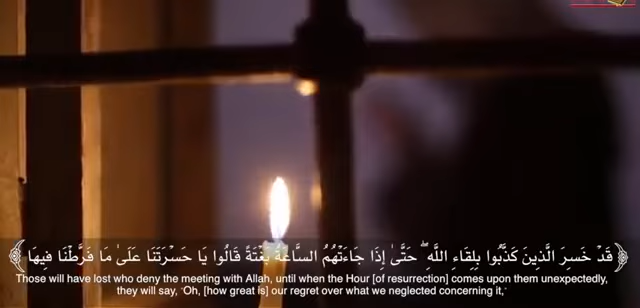 ﴿ قَدْ خَسِرَ الَّذِينَ كَذَّبُوا بِلِقَاءِ اللَّهِ ۖ حَتَّىٰ إِذَا جَاءَتْهُمُ السَّاعَةُ بَغْتَةً قَالُوا يَا حَسْرَتَنَا عَلَىٰ مَا فَرَّطْنَا فِيهَا ﴾
Those will have lost who deny the meeting with Allah, until when the Hour [of resurrection] comes upon them unexpectedly,
they will say, "Oh, [how great is] our regret over what we neglected concerning it,"